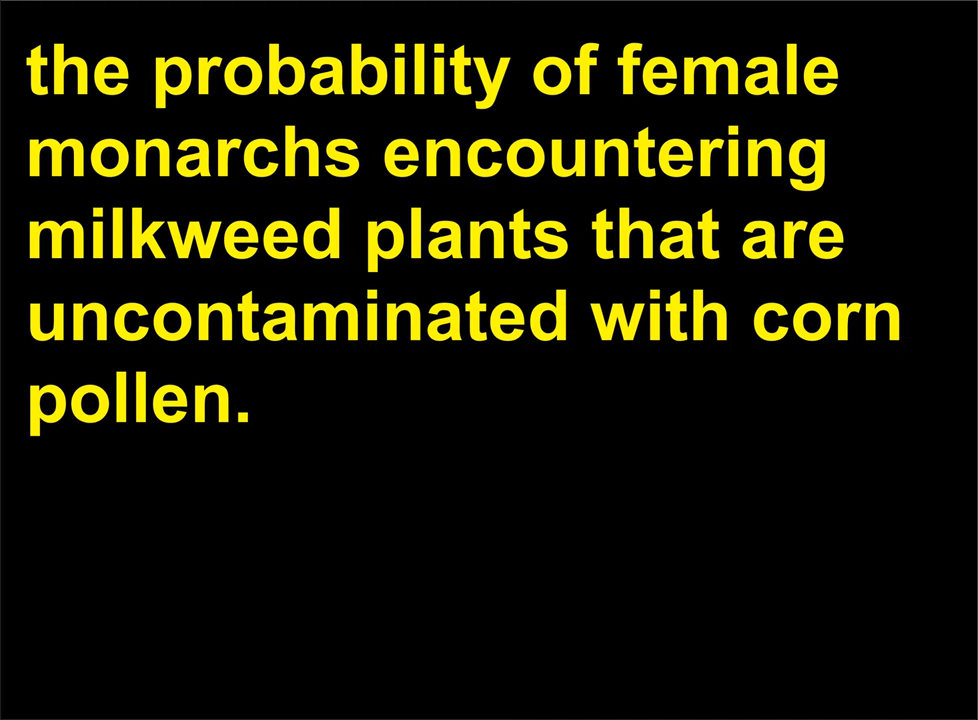 the probability of female
monarchs encountering
milkweed plants that are
uncontaminated with corn
pollen.